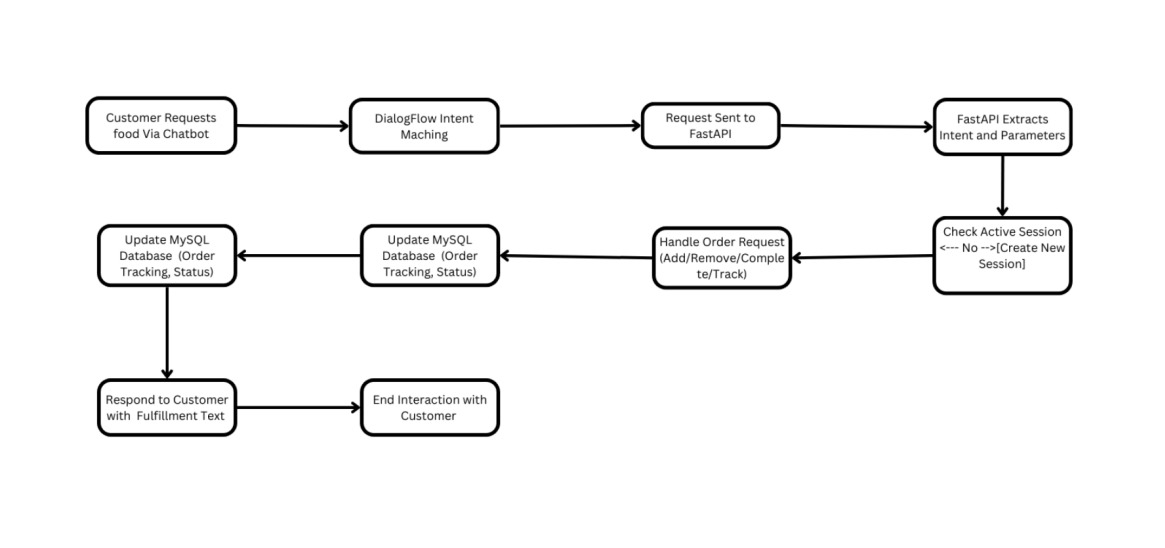 Customer Requests
food Via Chatbot
DialogFlow Intent
Maching
Request Sent to
FastAPI
FastAPI Extracts
Intent and Parameters
Check Active Session
<--- No -->[Create New
Session]
Handle Order Request
(Add/Remove/Comple
te/Track)
Update MySQL
Database (Order
Tracking, Status)
Update MySQL
Database (Order
Tracking, Status)
Respond to Customer
with Fulfillment Text
End Interaction with
Customer